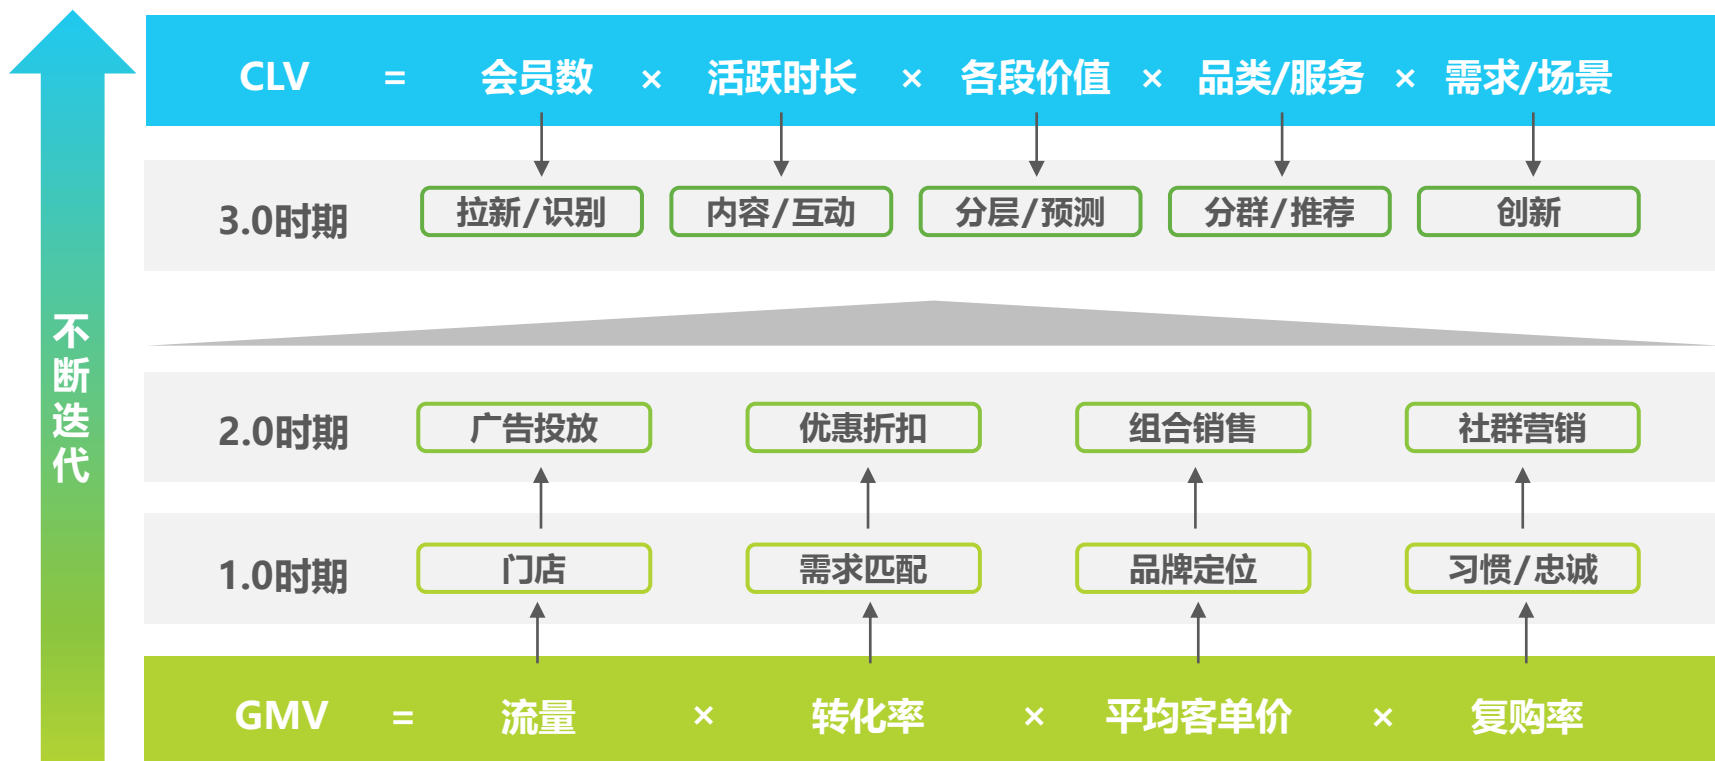 CLV = 会员数 × 活跃时长 × 各段价值 × 品类/服务 × 需求/场景
3.0时期 拉新/识别 内容/互动 分层/预测 分群/推荐 创新
不断迭代
2.0时期 广告投放 优惠折扣 组合销售 社群营销
1.0时期 门店 需求匹配 品牌定位 习惯/忠诚
GMV = 流量 × 转化率 × 平均客单价 × 复购率